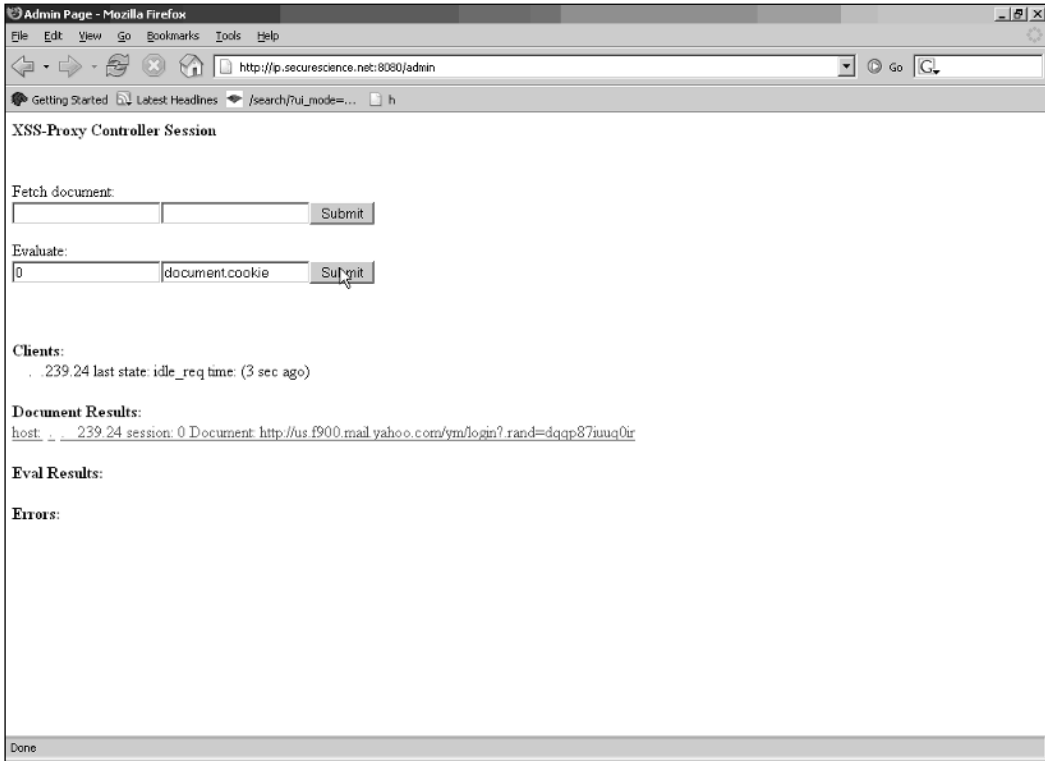 Admin Page - Mozilla Firefox
File Edit View Go Bookmarks Tools Help
http://ip.securescience.net:8080/admin Go G
Getting Started Latest Headlines /search/?ui_mode=... h
XSS-Proxy Controller Session
Fetch document:
Submit
Evaluate:
0 document.cookie Submit
Clients:
. .239.24 last state: idle_req time: (3 sec ago)
Document Results:
host: . . 239.24 session: 0 Document: http://us.f900.mail.yahoo.com/ym/login?.rand=dqqp87iuuq0ir
Eval Results:
Errors:
Done